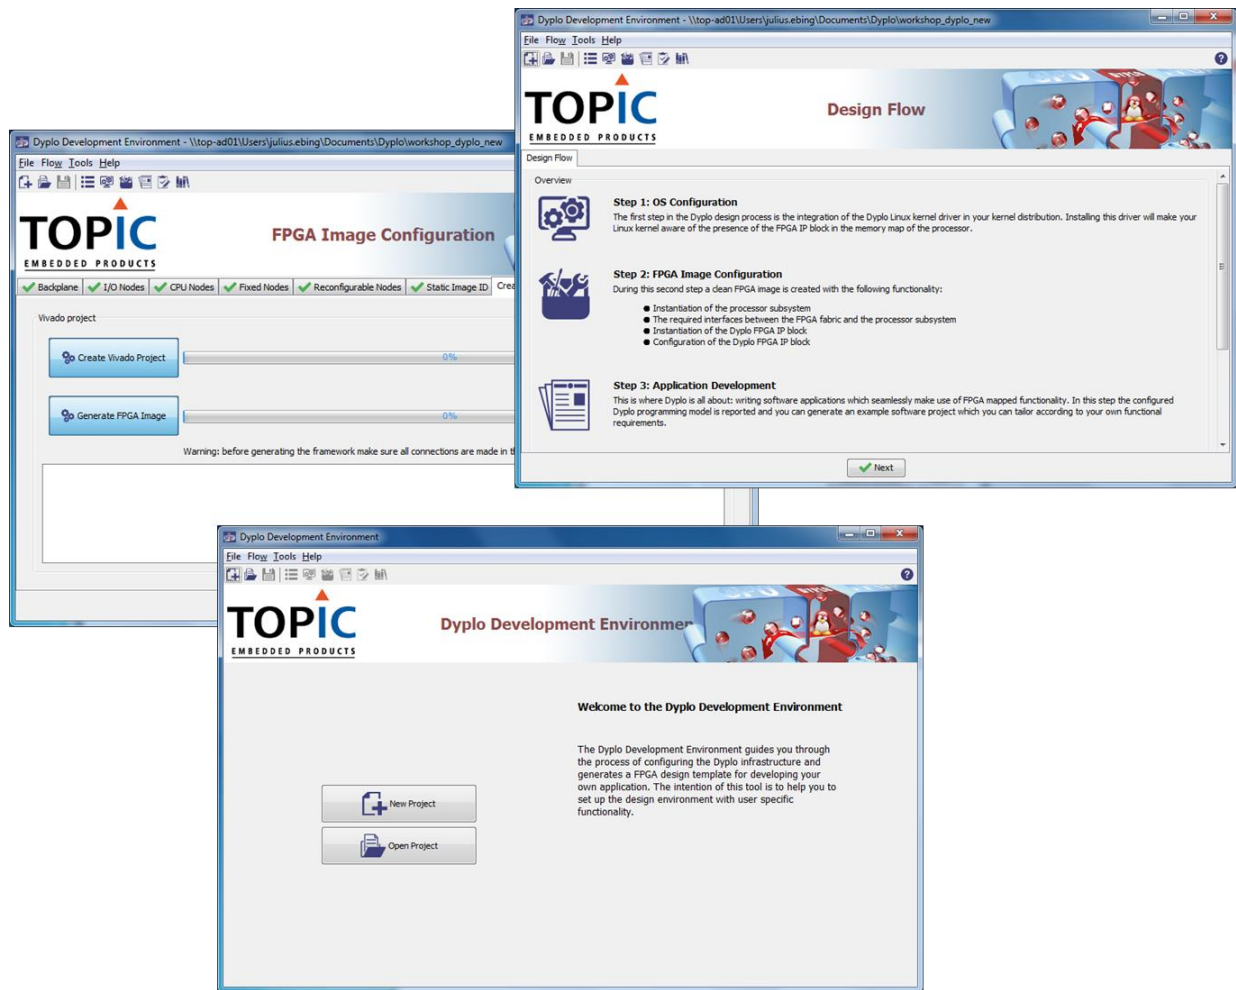 Dyplo Development Environment - \\top-ad01\Users\julius.ebing\Documents\Dyplo\workshop_dyplo_new
File Flow Tools Help
TOPIC
EMBEDDED PRODUCTS
Design Flow
Design Flow
Overview
Step 1: OS Configuration
The first step in the Dyplo design process is the integration of the Dyplo Linux kernel driver in your kernel distribution. Installing this driver will make your
Linux kernel aware of the presence of the FPGA IP block in the memory map of the processor.
Step 2: FPGA Image Configuration
During this second step a clean FPGA image is created with the following functionality:
● Instantiation of the processor subsystem
● The required interfaces between the FPGA fabric and the processor subsystem
● Instantiation of the Dyplo FPGA IP block
● Configuration of the Dyplo FPGA IP block
Step 3: Application Development
This is where Dyplo is all about: writing software applications which seamlessly make use of FPGA mapped functionality. In this step the configured
Dyplo programming model is reported and you can generate an example software project which you can tailor according to your own functional
requirements.
Next
Dyplo Development Environment - \\top-ad01\Users\julius.ebing\Documents\Dyplo\workshop_dyplo_new
File Flow Tools Help
TOPIC
EMBEDDED PRODUCTS
FPGA Image Configuration
Backplane I/O Nodes CPU Nodes Fixed Nodes Reconfigurable Nodes Static Image ID Crea
Vivado project
Create Vivado Project 0%
Generate FPGA Image 0%
Warning: before generating the framework make sure all connections are made in t
Dyplo Development Environment
File Flow Tools Help
TOPIC
EMBEDDED PRODUCTS
Dyplo Development Environmen
Welcome to the Dyplo Development Environment
The Dyplo Development Environment guides you through
the process of configuring the Dyplo infrastructure and
generates a FPGA design template for developing your
own application. The intention of this tool is to help you to
set up the design environment with user specific
functionality.
New Project
Open Project